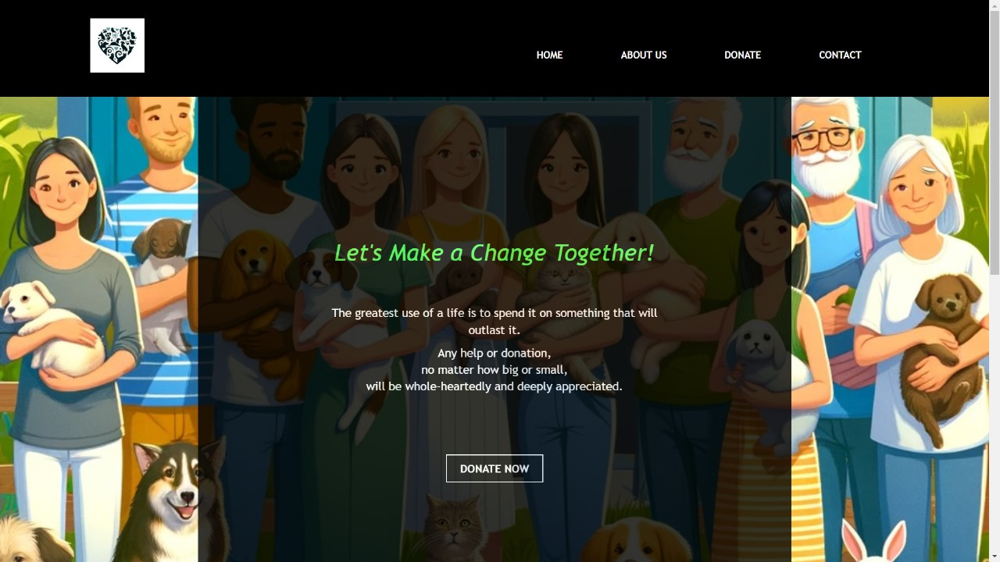 HOME
ABOUT US
DONATE
CONTACT
Let's Make a Change Together!
The greatest use of a life is to spend it on something that will
outlast it.
Any help or donation,
no matter how big or small,
will be whole-heartedly and deeply appreciated.
DONATE NOW